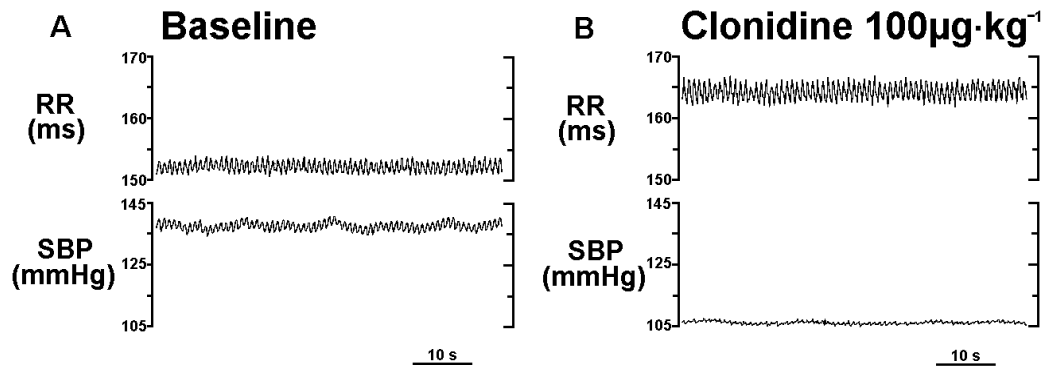 A Baseline
170
RR
(ms)
160
150
145
SBP
(mmHg)
125
105
10 s
B Clonidine 100µg·kg⁻¹
170
RR
(ms)
160
150
145
SBP
(mmHg)
125
105
10 s